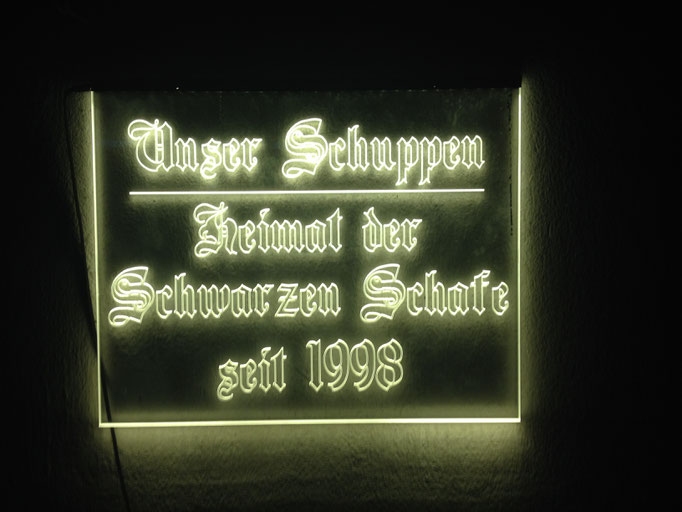 Unser Schuppen
Heimat der
Schwarzen Schafe
seit 1998